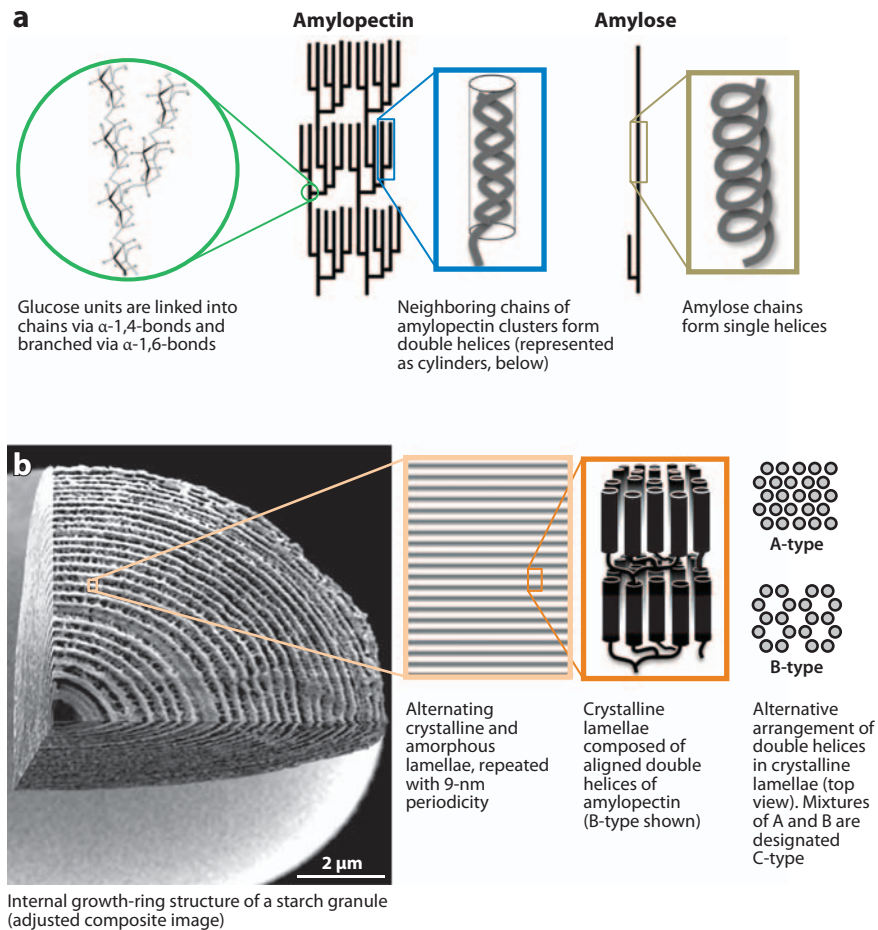 a
Amylopectin
Amylose
Glucose units are linked into
chains via α-1,4-bonds and
branched via α-1,6-bonds
Neighboring chains of
amylopectin clusters form
double helices (represented
as cylinders, below)
Amylose chains
form single helices
b
A-type
B-type
2 μm
Internal growth-ring structure of a starch granule
(adjusted composite image)
Alternating
crystalline and
amorphous
lamellae, repeated
with 9-nm
periodicity
Crystalline
lamellae
composed of
aligned double
helices of
amylopectin
(B-type shown)
Alternative
arrangement of
double helices
in crystalline
lamellae (top
view). Mixtures
of A and B are
designated
C-type